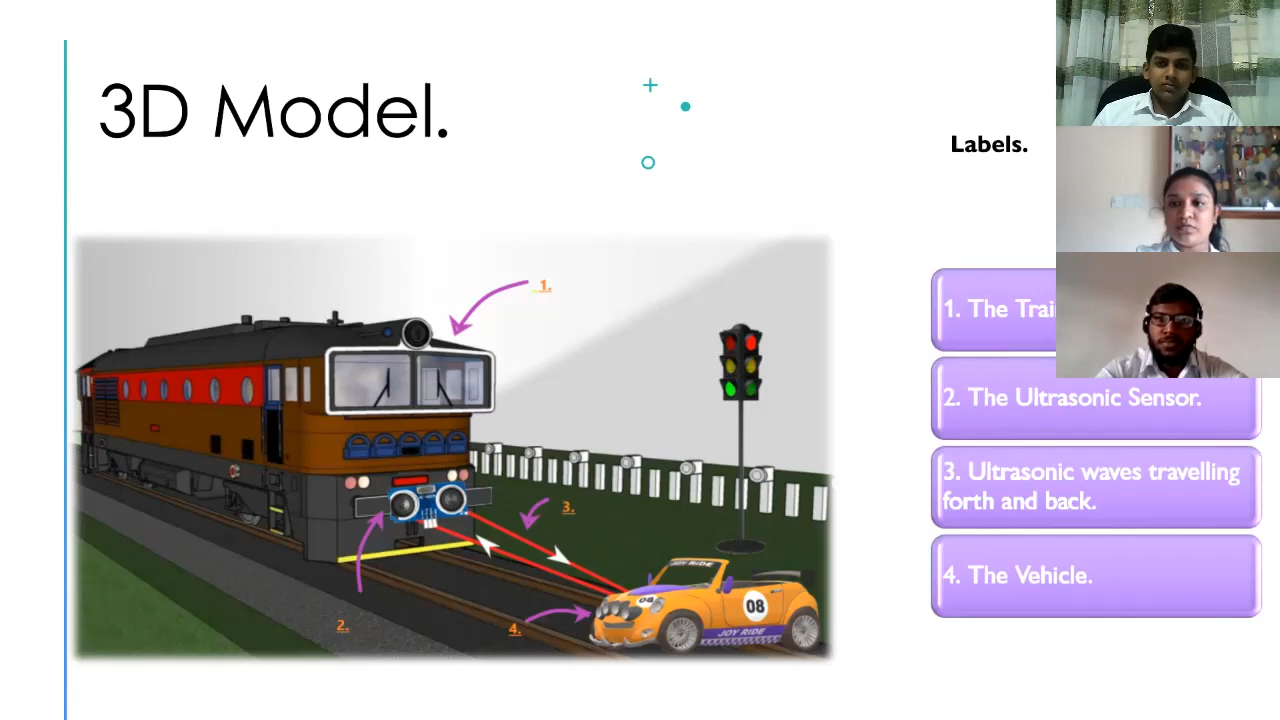 3D Model.
Labels.
1.
2.
3.
4.
JOY RIDE
08
08
JOY RIDE
1. The
2. The Ultrasonic Sensor.
3. Ultrasonic waves travelling
forth and back.
4. The Vehicle.